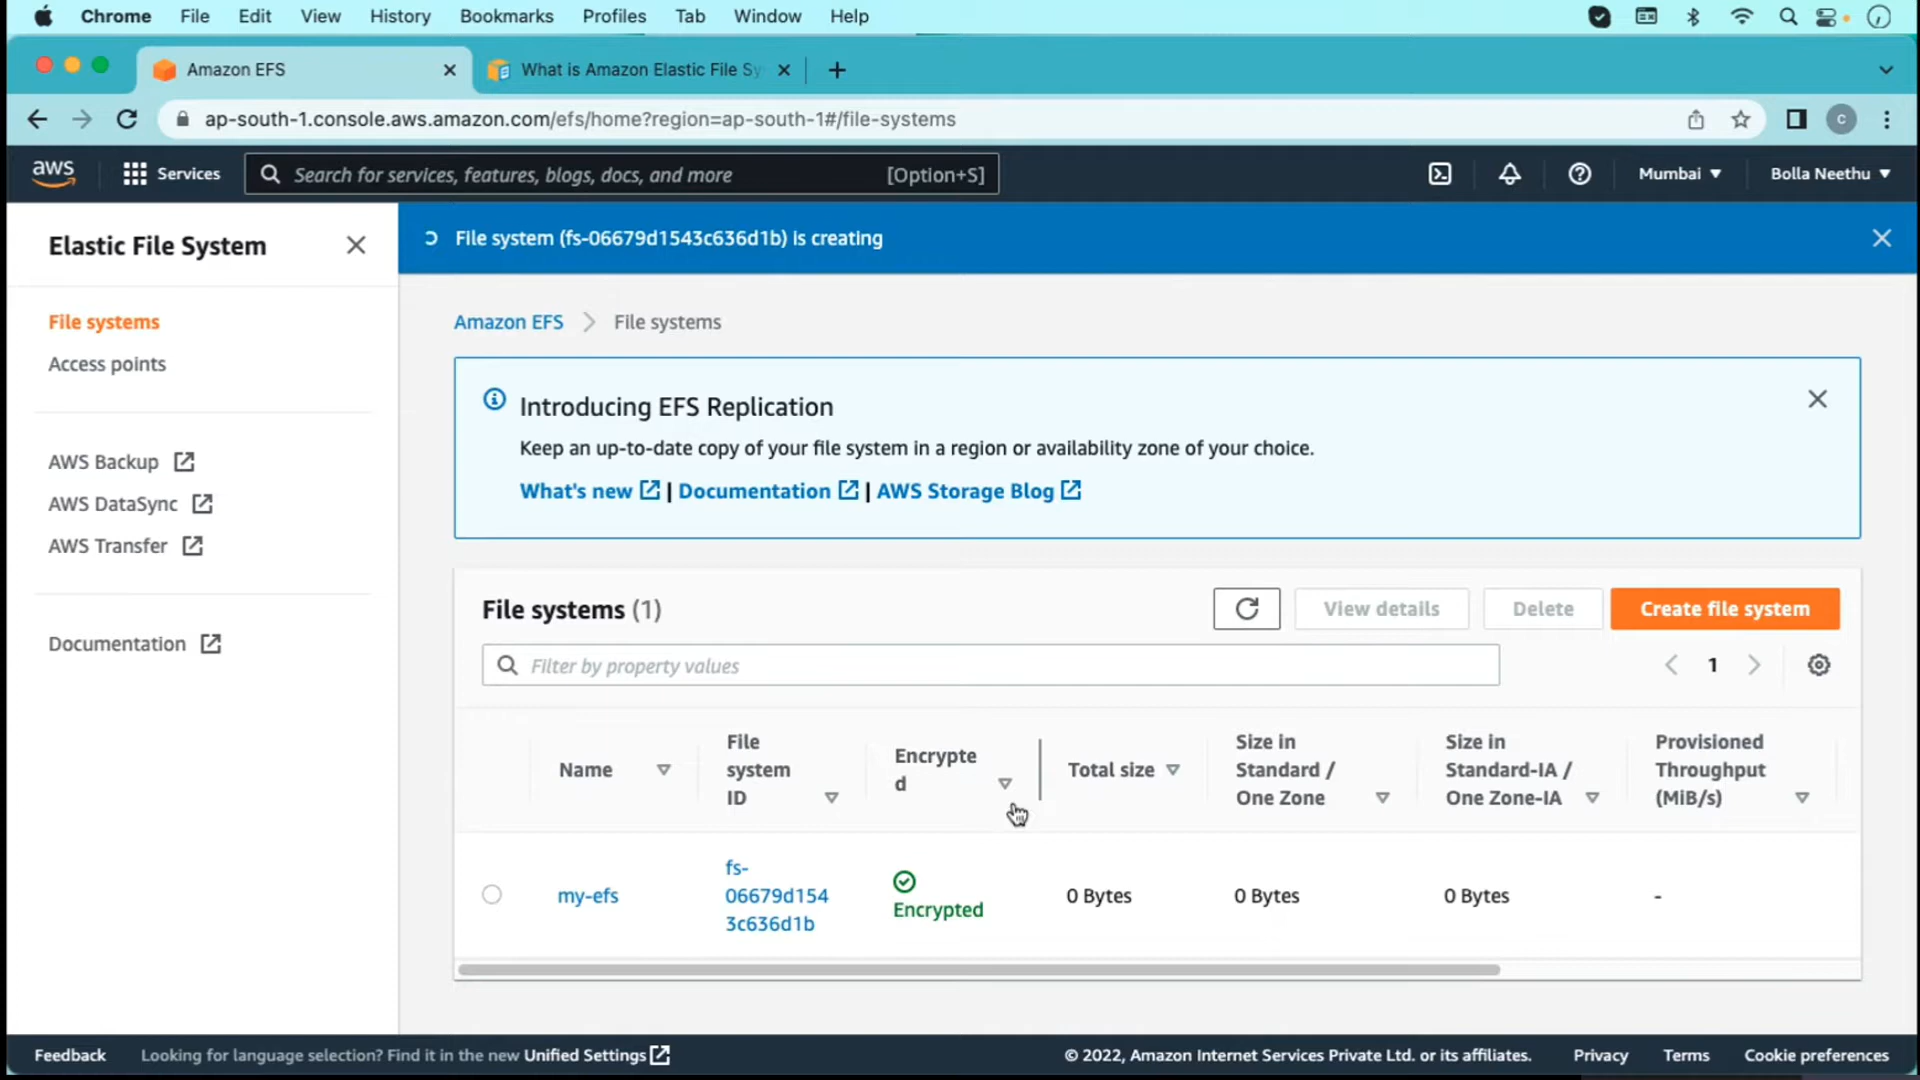 Chrome File Edit View History Bookmarks Profiles Tab Window Help
Amazon EFS
What is Amazon Elastic File Sy
ap-south-1.console.aws.amazon.com/efs/home?region=ap-south-1#/file-systems
C
aws
Services
Search for services, features, blogs, docs, and more [Option+S]
Mumbai
Bolla Neethu
Elastic File System
File system (fs-06679d1543c636d1b) is creating
File systems
Access points
AWS Backup
AWS DataSync
AWS Transfer
Documentation
Amazon EFS
File systems
Introducing EFS Replication
Keep an up-to-date copy of your file system in a region or availability zone of your choice.
What's new | Documentation | AWS Storage Blog
File systems (1)
View details
Delete
Create file system
Filter by property values
1
Name
File
system
ID
Encrypte
d
Total size
Size in
Standard /
One Zone
Size in
Standard-IA /
One Zone-IA
Provisioned
Throughput
(MiB/s)
my-efs
fs-
06679d154
3c636d1b
Encrypted
0 Bytes
0 Bytes
0 Bytes
-
Feedback
Looking for language selection? Find it in the new Unified Settings
© 2022, Amazon Internet Services Private Ltd. or its affiliates.
Privacy
Terms
Cookie preferences